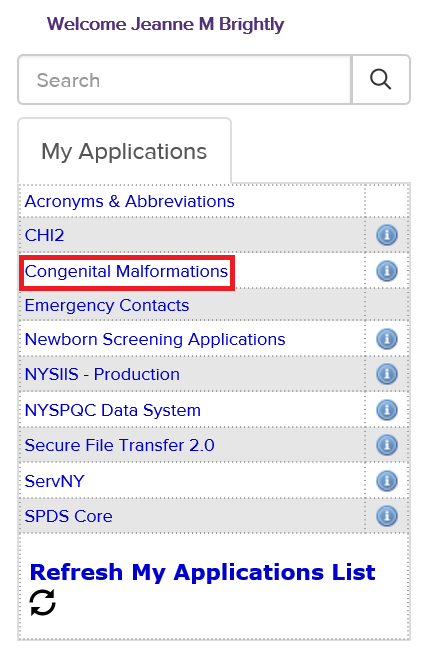 Welcome Jeanne M Brightly
Search
My Applications
Acronyms & Abbreviations
CHI2
Congenital Malformations
Emergency Contacts
Newborn Screening Applications
NYSIIS - Production
NYSPQC Data System
Secure File Transfer 2.0
ServNY
SPDS Core
Refresh My Applications List